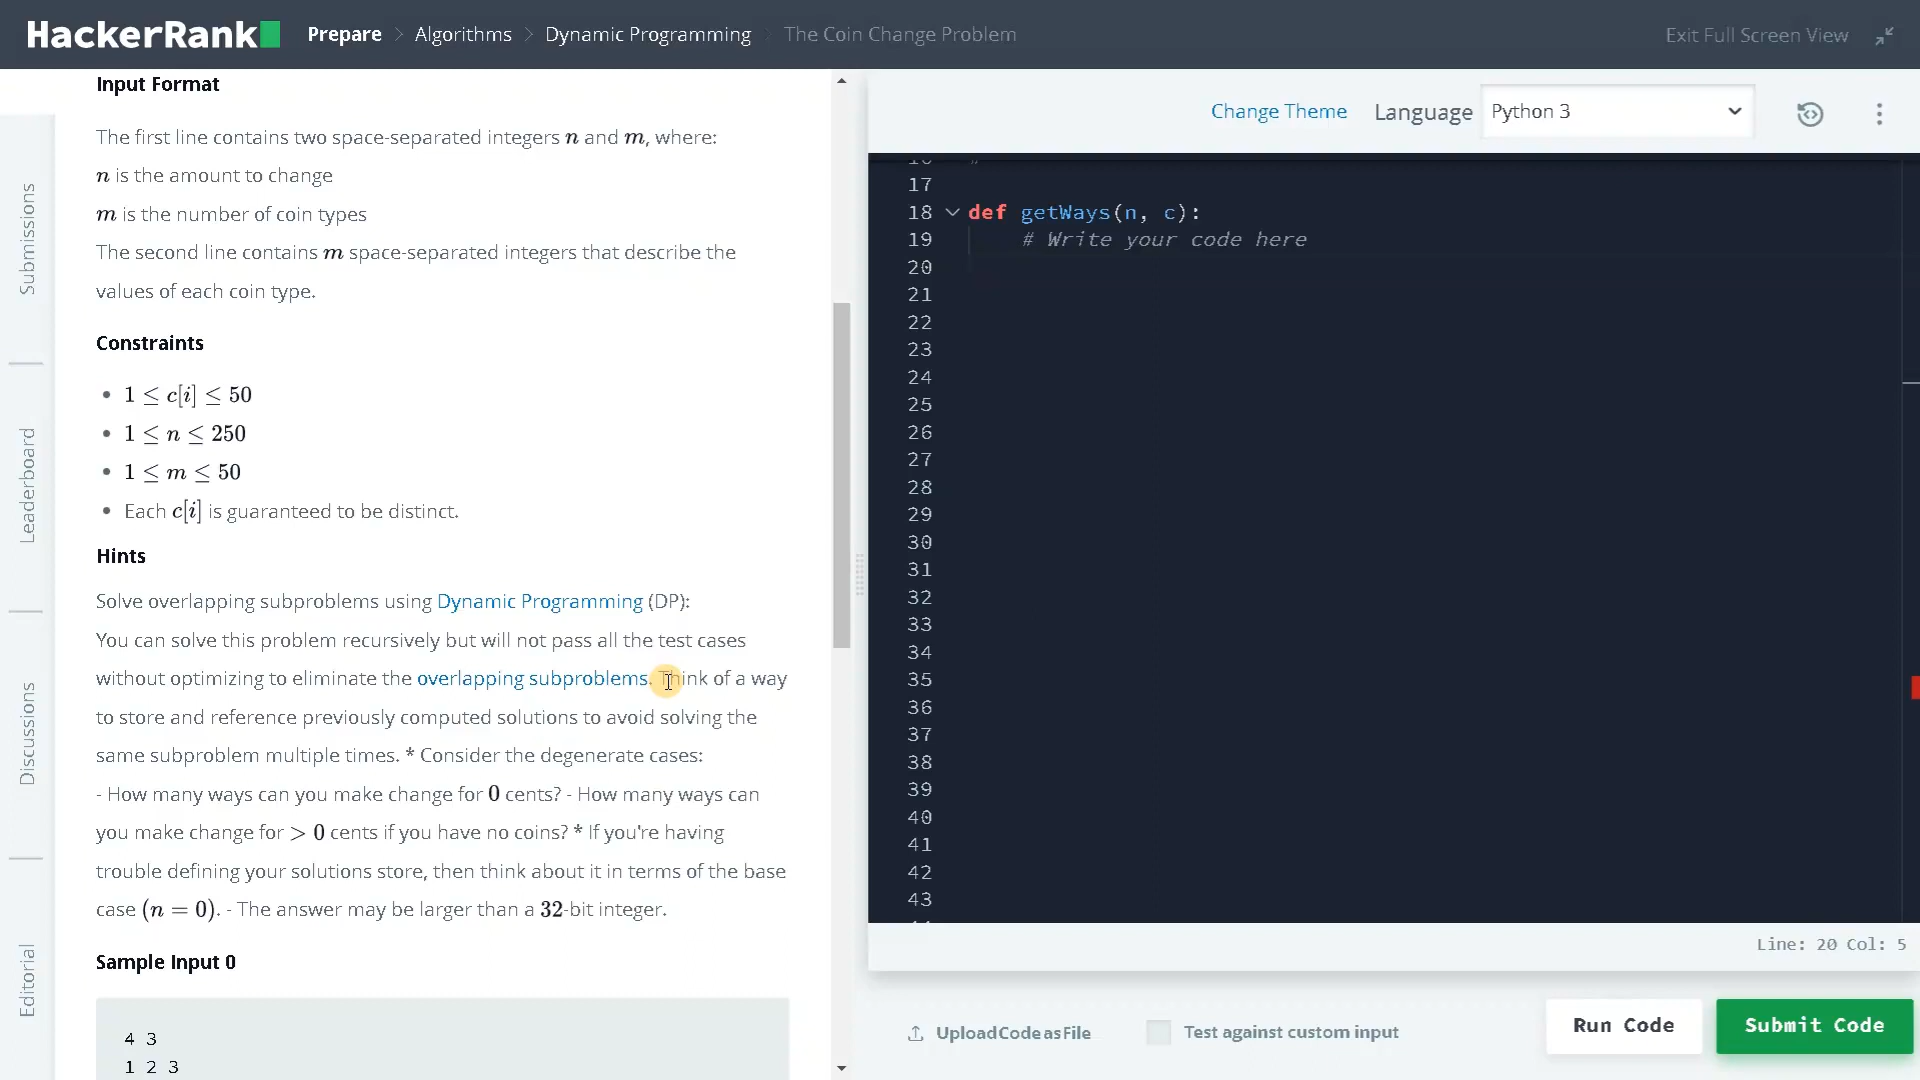 HackerRank Prepare > Algorithms > Dynamic Programming > The Coin Change Problem Exit Full Screen View
Submissions
Leaderboard
Discussions
Editorial
Input Format
The first line contains two space-separated integers n and m, where:
n is the amount to change
m is the number of coin types
The second line contains m space-separated integers that describe the
values of each coin type.
Constraints
• 1 ≤ c[i] ≤ 50
• 1 ≤ n ≤ 250
• 1 ≤ m ≤ 50
• Each c[i] is guaranteed to be distinct.
Hints
Solve overlapping subproblems using Dynamic Programming (DP):
You can solve this problem recursively but will not pass all the test cases
without optimizing to eliminate the overlapping subproblems. Think of a way
to store and reference previously computed solutions to avoid solving the
same subproblem multiple times. * Consider the degenerate cases:
- How many ways can you make change for 0 cents? - How many ways can
you make change for > 0 cents if you have no coins? * If you're having
trouble defining your solutions store, then think about it in terms of the base
case (n = 0). - The answer may be larger than a 32-bit integer.
Sample Input 0
4 3
1 2 3
Change Theme Language Python 3
17
18 def getWays(n, c):
19 # Write your code here
20
21
22
23
24
25
26
27
28
29
30
31
32
33
34
35
36
37
38
39
40
41
42
43
Line: 20 Col: 5
Upload Code as File Test against custom input Run Code Submit Code